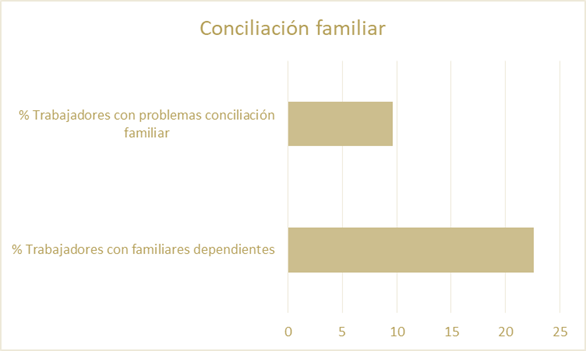 Conciliación familiar
% Trabajadores con problemas conciliación
familiar
% Trabajadores con familiares dependientes
0 5 10 15 20 25